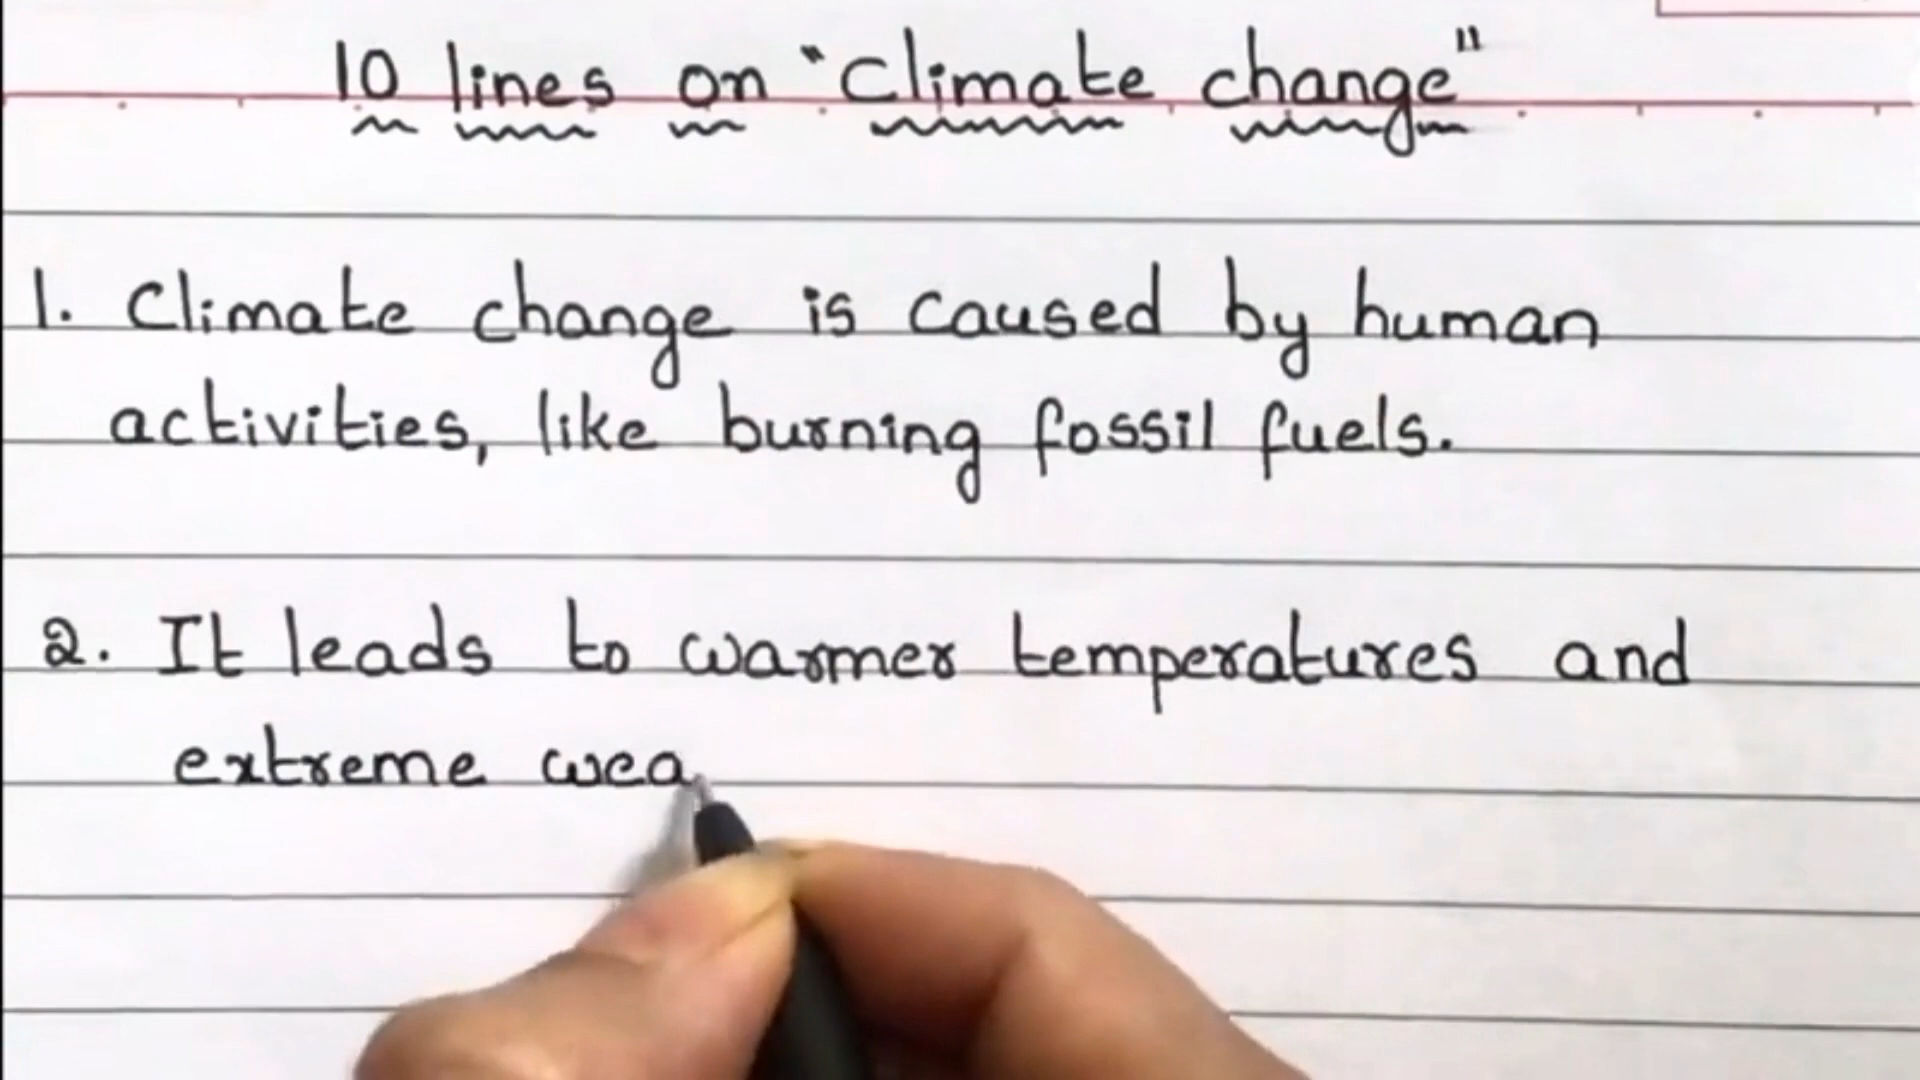 10 lines on "Climate change"
1. Climate change is caused by human
activities, like burning fossil fuels.
2. It leads to warmer temperatures and
extreme wea